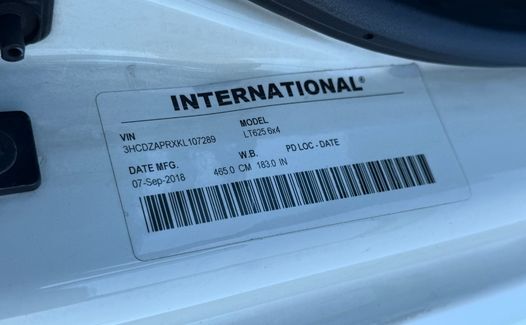 INTERNATIONAL®
VIN MODEL
3HCDZAPRXKL107289 LT625 6x4
DATE MFG. W.B. PD LOC - DATE
07-Sep-2018 465.0 CM 183.0 IN